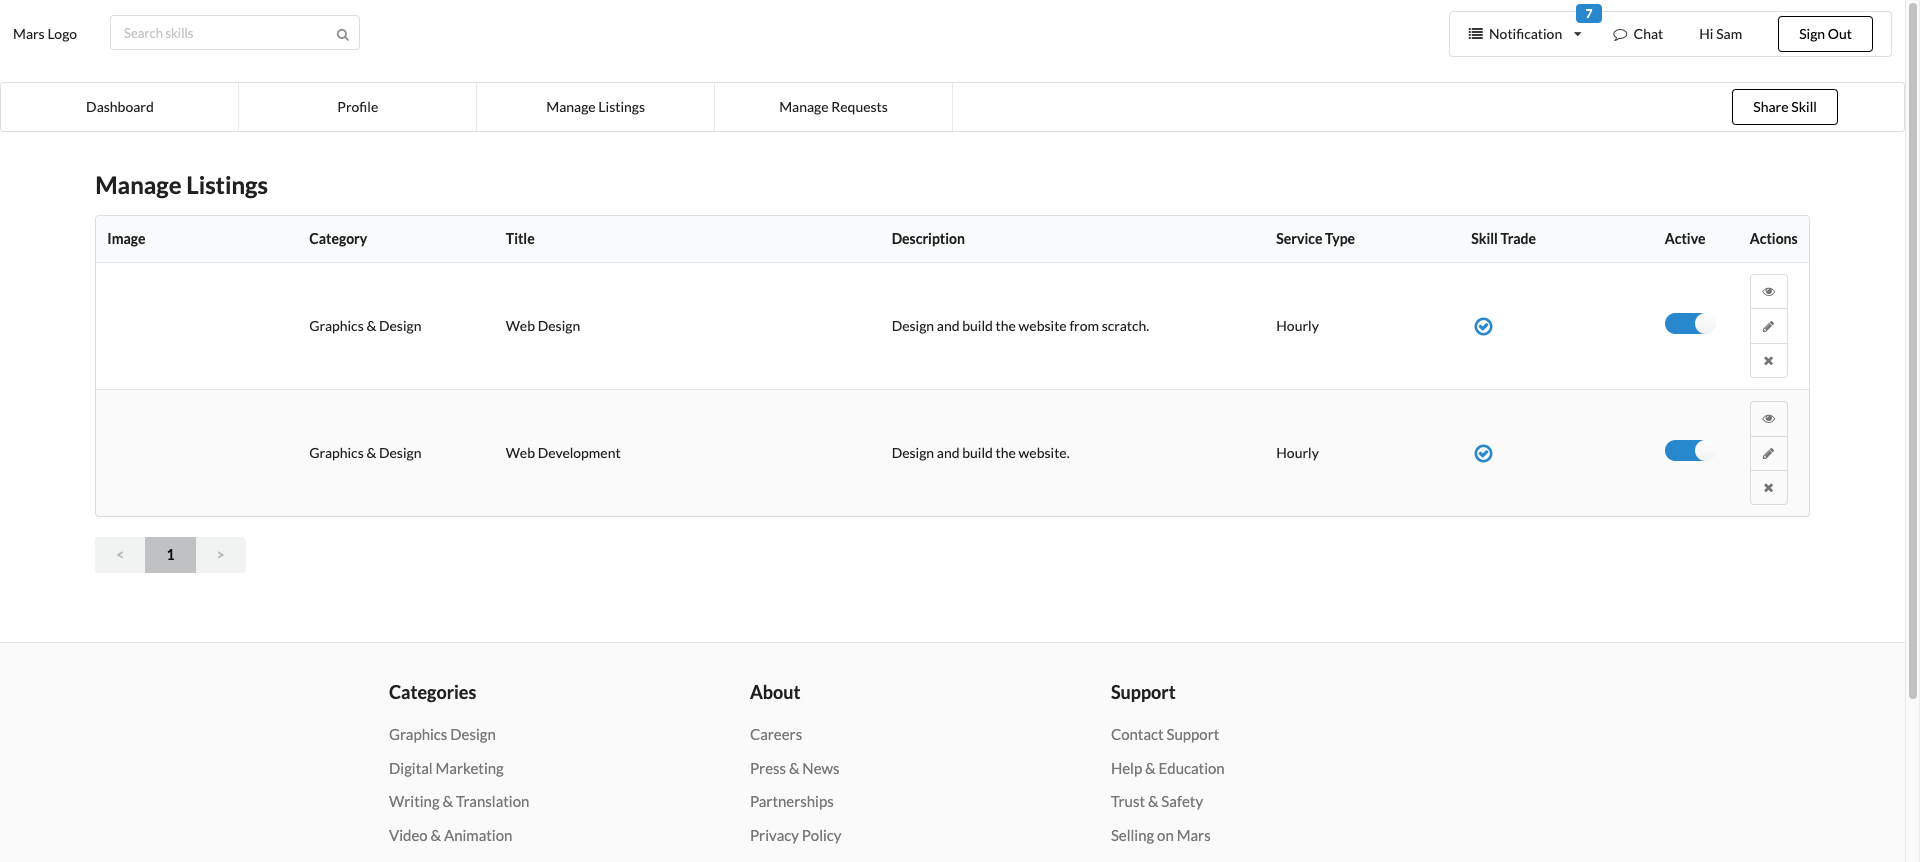 Mars Logo
Search skills
7
Notification
Chat
Hi Sam
Sign Out
Dashboard
Profile
Manage Listings
Manage Requests
Share Skill
Manage Listings
Image Category Title Description Service Type Skill Trade Active Actions
Graphics & Design Web Design Design and build the website from scratch. Hourly
Graphics & Design Web Development Design and build the website. Hourly
< 1 >
Categories
Graphics Design
Digital Marketing
Writing & Translation
Video & Animation
About
Careers
Press & News
Partnerships
Privacy Policy
Support
Contact Support
Help & Education
Trust & Safety
Selling on Mars